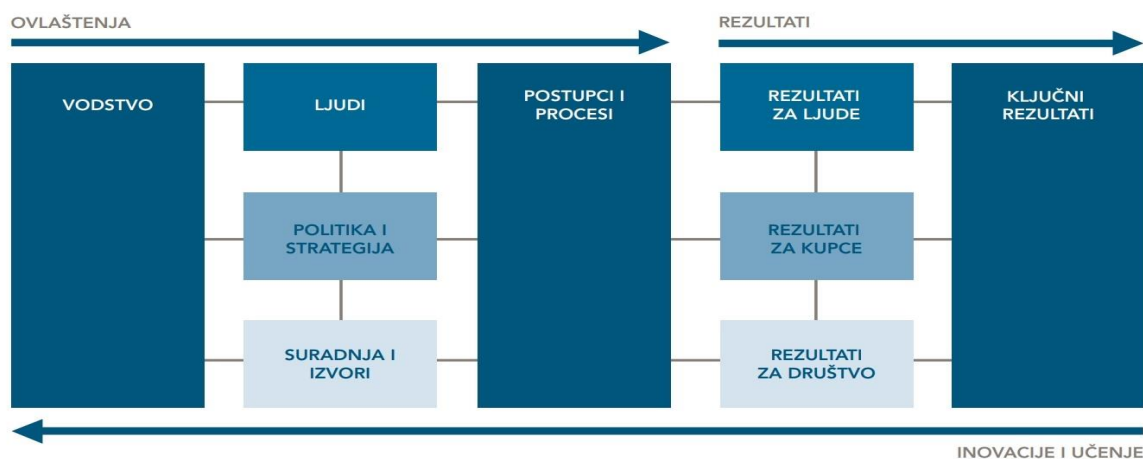 OVLAŠTENJA
REZULTATI
VODSTVO
LJUDI
POSTUPCI I
PROCESI
REZULTATI
ZA LJUDE
KLJUČNI
REZULTATI
POLITIKA I
STRATEGIJA
REZULTATI
ZA KUPCE
SURADNJA I
IZVORI
REZULTATI
ZA DRUŠTVO
INOVACIJE I UČENJE